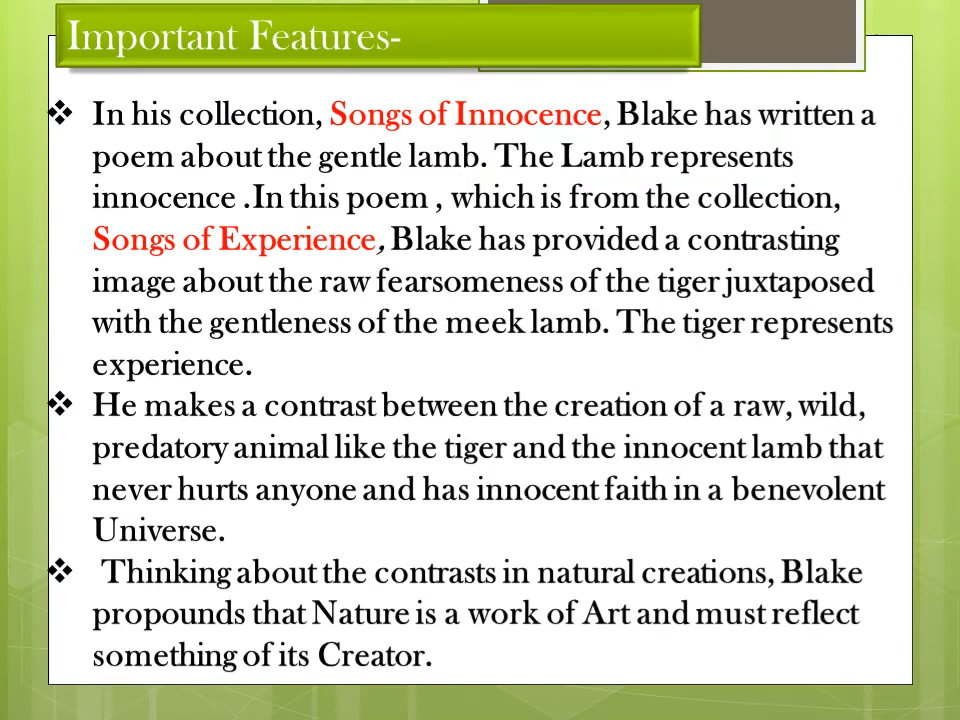 Important Features-
❖ In his collection, Songs of Innocence, Blake has written a
poem about the gentle lamb. The Lamb represents
innocence .In this poem , which is from the collection,
Songs of Experience, Blake has provided a contrasting
image about the raw fearsomeness of the tiger juxtaposed
with the gentleness of the meek lamb. The tiger represents
experience.
❖ He makes a contrast between the creation of a raw, wild,
predatory animal like the tiger and the innocent lamb that
never hurts anyone and has innocent faith in a benevolent
Universe.
❖ Thinking about the contrasts in natural creations, Blake
propounds that Nature is a work of Art and must reflect
something of its Creator.